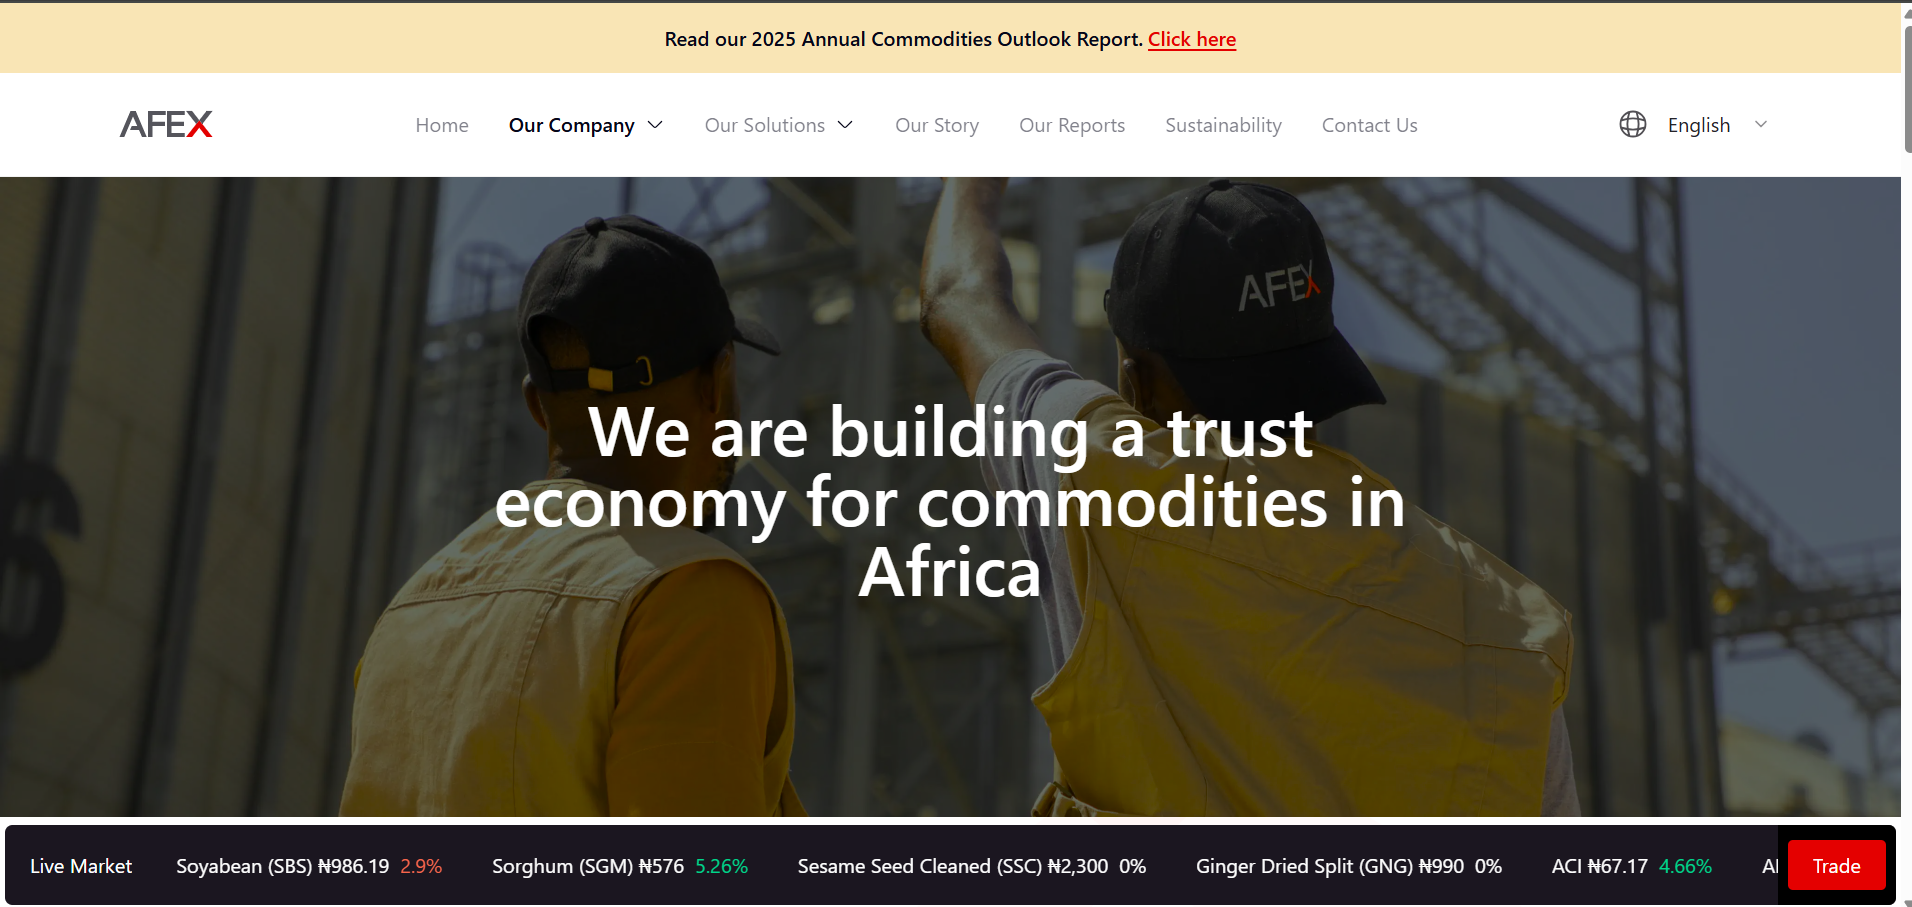 Read our 2025 Annual Commodities Outlook Report. Click here
AFEX
Home
Our Company
Our Solutions
Our Story
Our Reports
Sustainability
Contact Us
English
AFEX
6
We are building a trust
economy for commodities in
Africa
Live Market
Soyabean (SBS) ₦986.19 2.9%
Sorghum (SGM) ₦576 5.26%
Sesame Seed Cleaned (SSC) ₦2,300 0%
Ginger Dried Split (GNG) ₦990 0%
ACI ₦67.17 4.66%
Trade